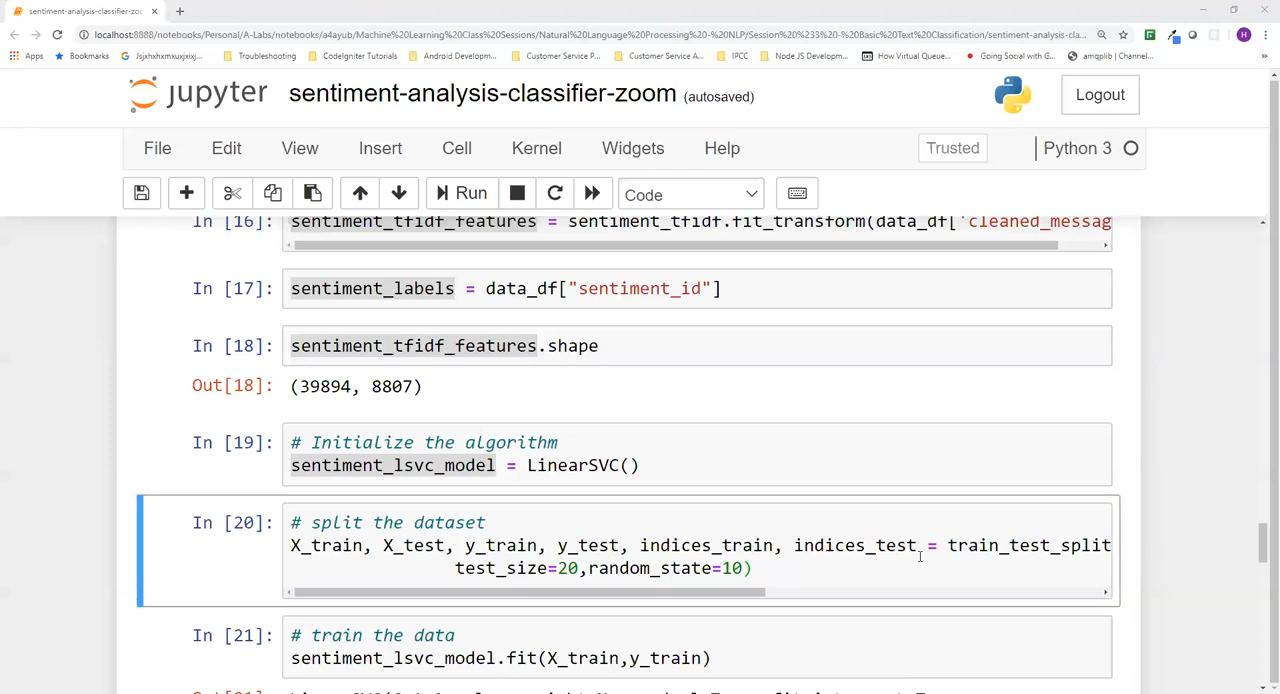 sentiment-analysis-classifier-zoom
localhost:8888/notebooks/Personal/A-Labs/notebooks/a4ayub/Machine%20Learning%20Class%20Sessions/Natural%20Language%20Processing%20-%20NLP/Session%20%233%20-%20Basic%20Text%20Classification/sentiment-analysis-cla...
H
Apps Bookmarks Troubleshooting CodeIgniter Tutorials Android Developm... Customer Service P... Customer Service A... IPCC Node JS Developm... How Virtual Queue... Going Social with G... amqplib | Channel... »
jupyter sentiment-analysis-classifier-zoom (autosaved) Logout
File Edit View Insert Cell Kernel Widgets Help Trusted Python 3
Run Code
In [16]: sentiment_tfidf_features = sentiment_tfidf.fit_transform(data_df['cleaned_messag
In [17]: sentiment_labels = data_df["sentiment_id"]
In [18]: sentiment_tfidf_features.shape
Out[18]: (39894, 8807)
In [19]: # Initialize the algorithm
sentiment_lsvc_model = LinearSVC()
In [20]: # split the dataset
X_train, X_test, y_train, y_test, indices_train, indices_test = train_test_split
test_size=20,random_state=10)
In [21]: # train the data
sentiment_lsvc_model.fit(X_train,y_train)